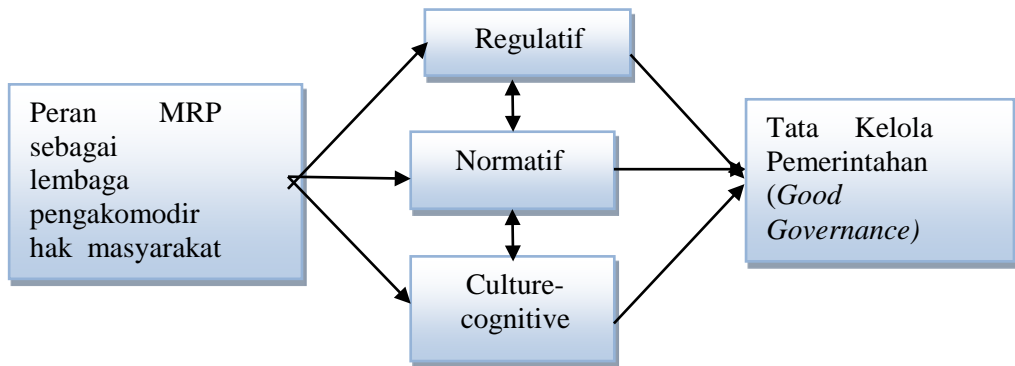 Peran MRP
sebagai
lembaga
pengakomodir
hak masyarakat
Regulatif
Normatif
Culture-
cognitive
Tata Kelola
Pemerintahan
(Good
Governance)